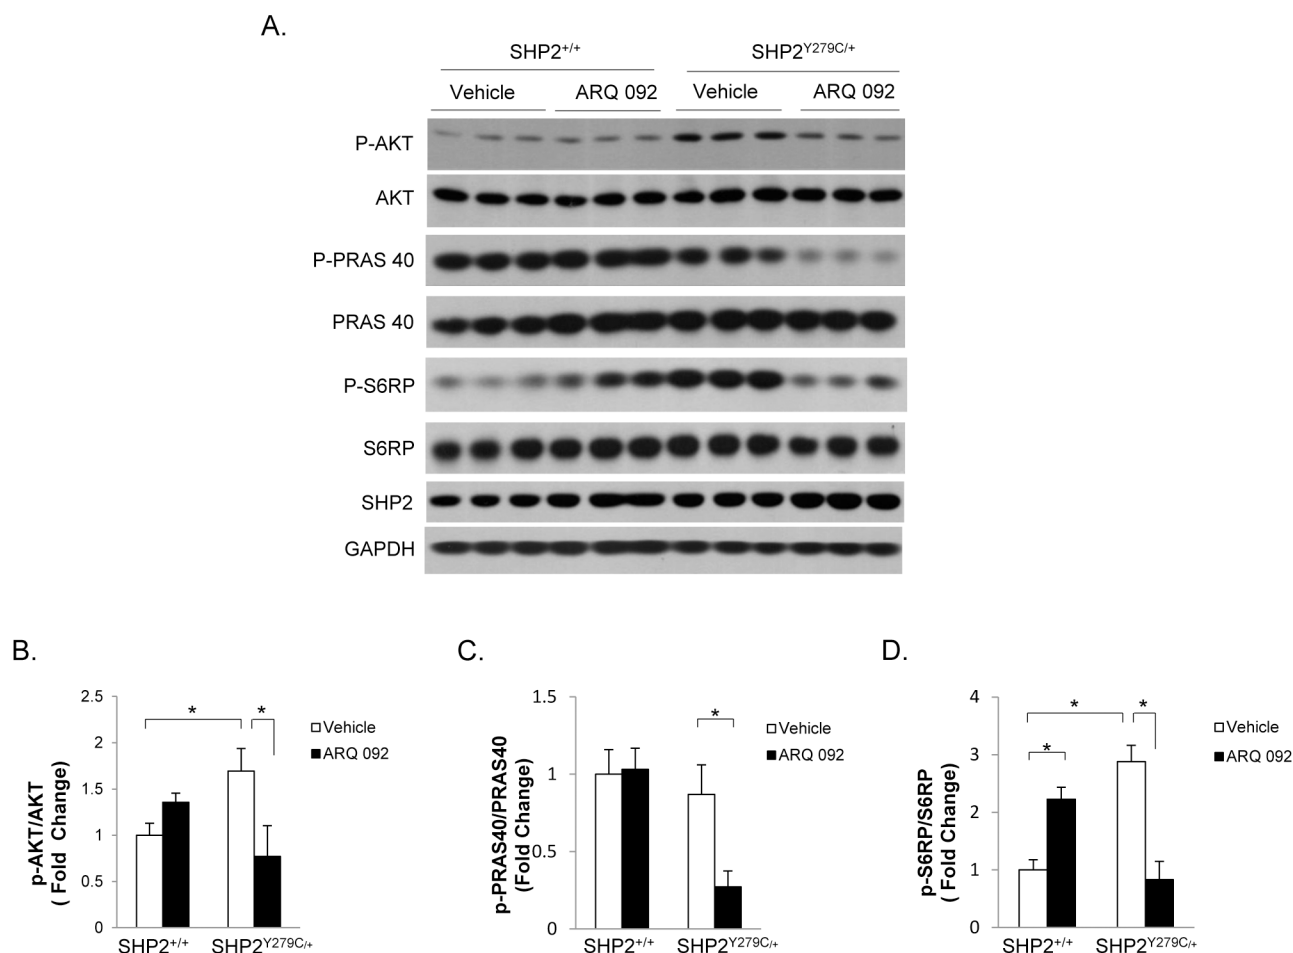 A.
SHP2+/+ SHP2Y279C/+
Vehicle ARQ 092 Vehicle ARQ 092
P-AKT
AKT
P-PRAS 40
PRAS 40
P-S6RP
S6RP
SHP2
GAPDH
B.
p-AKT/AKT
( Fold Change)
2.5
2
1.5
1
0.5
0
*
*
Vehicle
ARQ 092
SHP2+/+ SHP2Y279C/+
C.
p-PRAS40/PRAS40
(Fold Change)
1.5
1
0.5
0
*
Vehicle
ARQ 092
SHP2+/+ SHP2Y279C/+
D.
p-S6RP/S6RP
( Fold Change)
4
3
2
1
0
*
*
*
Vehicle
ARQ 092
SHP2+/+ SHP2Y279C/+